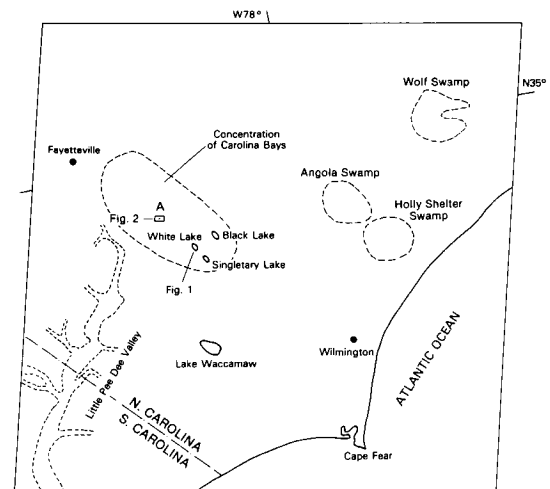 W78°
N35°
Wolf Swamp
Concentration
of Carolina Bays
Fayetteville
Angola Swamp
A
Holly Shelter
Swamp
Fig. 2
White Lake
Black Lake
Singletary Lake
Fig. 1
Lake Waccamaw
Wilmington
ATLANTIC OCEAN
Little Pee Dee Valley
N. CAROLINA
S. CAROLINA
Cape Fear